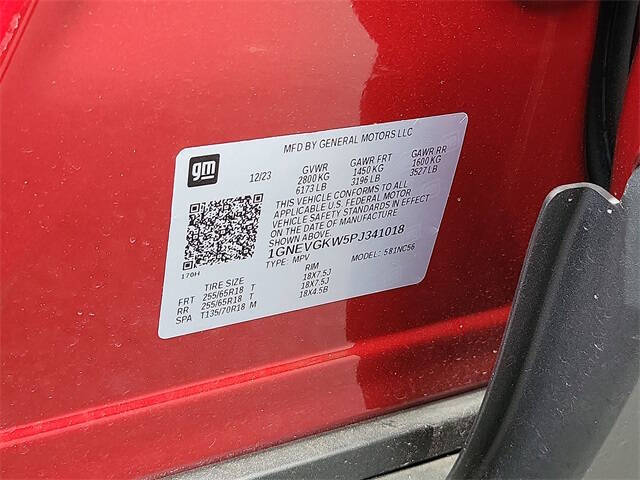 MFD BY GENERAL MOTORS LLC
gm
12/23
GVWR GAWR FRT GAWR RR
2800 KG 1450 KG 1600 KG
6173 LB 3196 LB 3527 LB
THIS VEHICLE CONFORMS TO ALL
APPLICABLE U.S. FEDERAL MOTOR
VEHICLE SAFETY STANDARDS IN EFFECT
ON THE DATE OF MANUFACTURE
SHOWN ABOVE.
1GNEVGKW5PJ341018
TYPE: MPV MODEL: 581NC56
170H
TIRE SIZE RIM
FRT 255/65R18 T 18X7.5J
RR 255/65R18 T 18X7.5J
SPA T135/70R18 M 18X4.5B